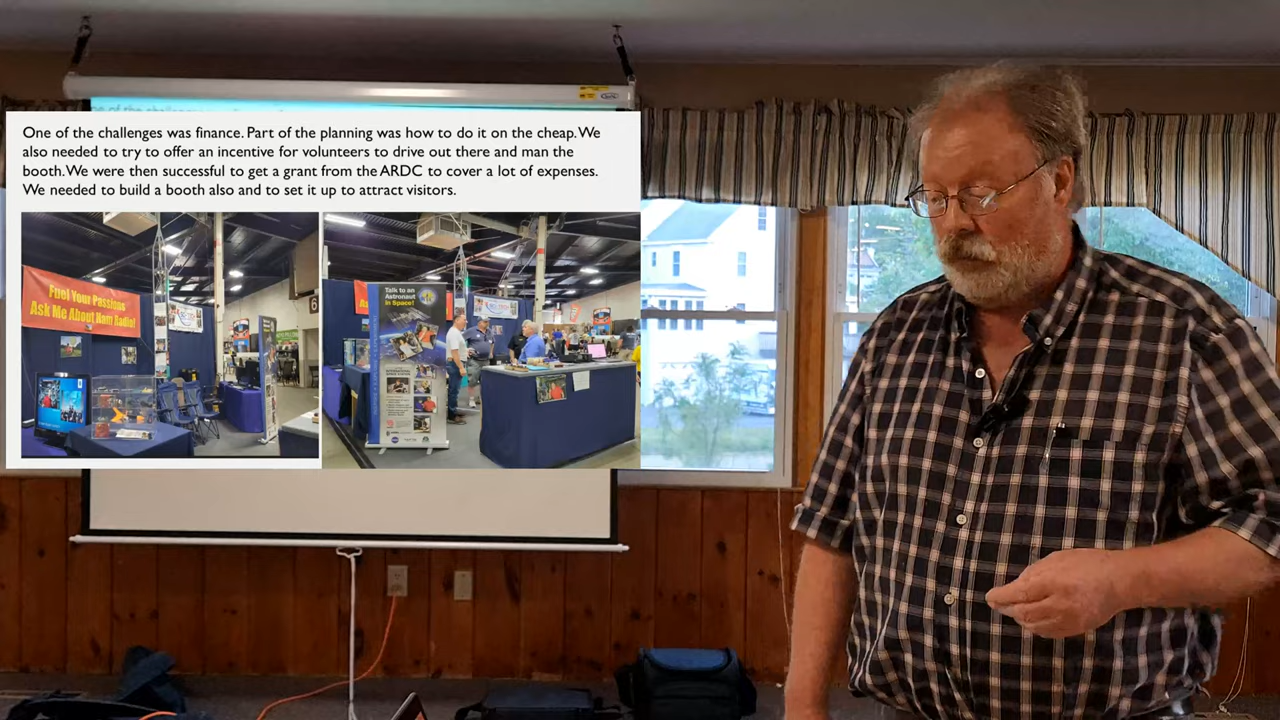 One of the challenges was finance. Part of the planning was how to do it on the cheap. We
also needed to try to offer an incentive for volunteers to drive out there and man the
booth. We were then successful to get a grant from the ARDC to cover a lot of expenses.
We needed to build a booth also and to set it up to attract visitors.
Fuel Your Passions
Ask Me About Ham Radio!
6
Talk to an
Astronaut
in Space!